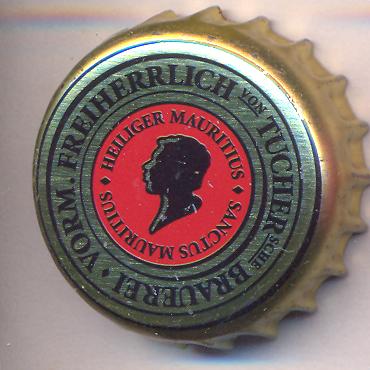 VORM. FREIHERRLICH VON TUCHER'SCHE BRAUEREI •
HEILIGER MAURITIUS • SANCTUS MAURITIUS •